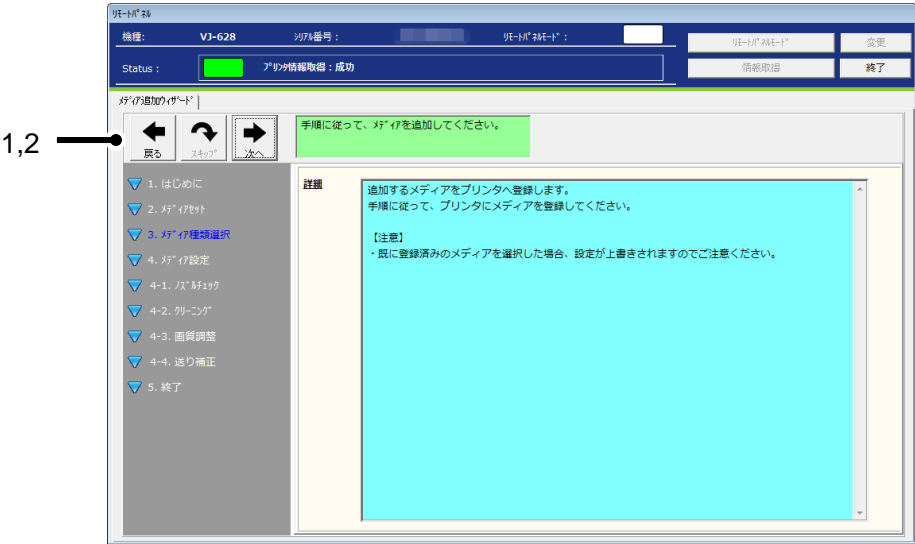 ﾘﾓｰﾄﾊﾟﾈﾙ
機種: VJ-628 ｼﾘｱﾙ番号： ﾘﾓｰﾄﾊﾟﾈﾙﾓｰﾄﾞ： ﾘﾓｰﾄﾊﾟﾈﾙﾓｰﾄﾞ 変更
Status： ﾌﾟﾘﾝﾀ情報取得：成功 情報取得 終了
ﾒﾃﾞｨｱ追加ｳｨｻﾞｰﾄﾞ
1,2
戻る ｽｷｯﾌﾟ 次へ
手順に従って、ﾒﾃﾞｨｱを追加してください。
1. はじめに
2. ﾒﾃﾞｨｱｾｯﾄ
3. ﾒﾃﾞｨｱ種類選択
4. ﾒﾃﾞｨｱ設定
4-1. ﾉｽﾞﾙﾁｪｯｸ
4-2. ｸﾘｰﾆﾝｸﾞ
4-3. 画質調整
4-4. 送り補正
5. 終了
詳細
追加するメディアをプリンタへ登録します。
手順に従って、プリンタにメディアを登録してください。
【注意】
・既に登録済みのメディアを選択した場合、設定が上書きされますのでご注意ください。